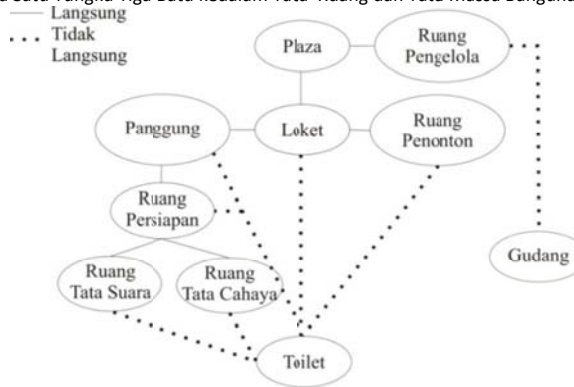 Langsung
Tidak
Langsung
Plaza
Ruang
Pengelola
Panggung
Loket
Ruang
Penonton
Ruang
Persiapan
Gudang
Ruang
Tata Suara
Ruang
Tata Cahaya
Toilet